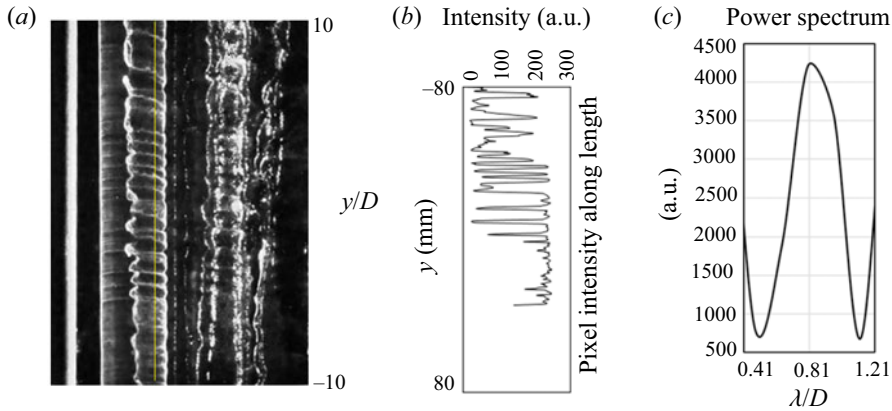 (a)
10
y/D
–10
(b)
Intensity (a.u.)
0
100
200
300
–80
y (mm)
80
Pixel intensity along length
(c)
Power spectrum
4500
4000
3500
3000
2500
2000
1500
1000
500
(a.u.)
0.41
0.81
1.21
λ/D